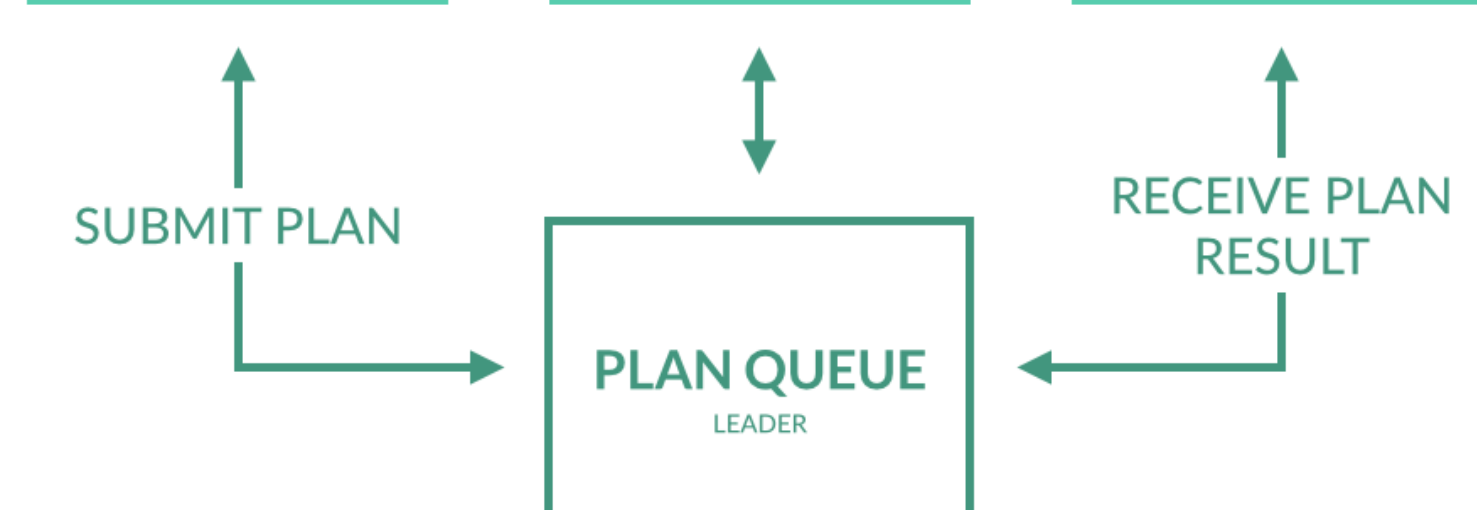 SUBMIT PLAN
RECEIVE PLAN
RESULT
PLAN QUEUE
LEADER